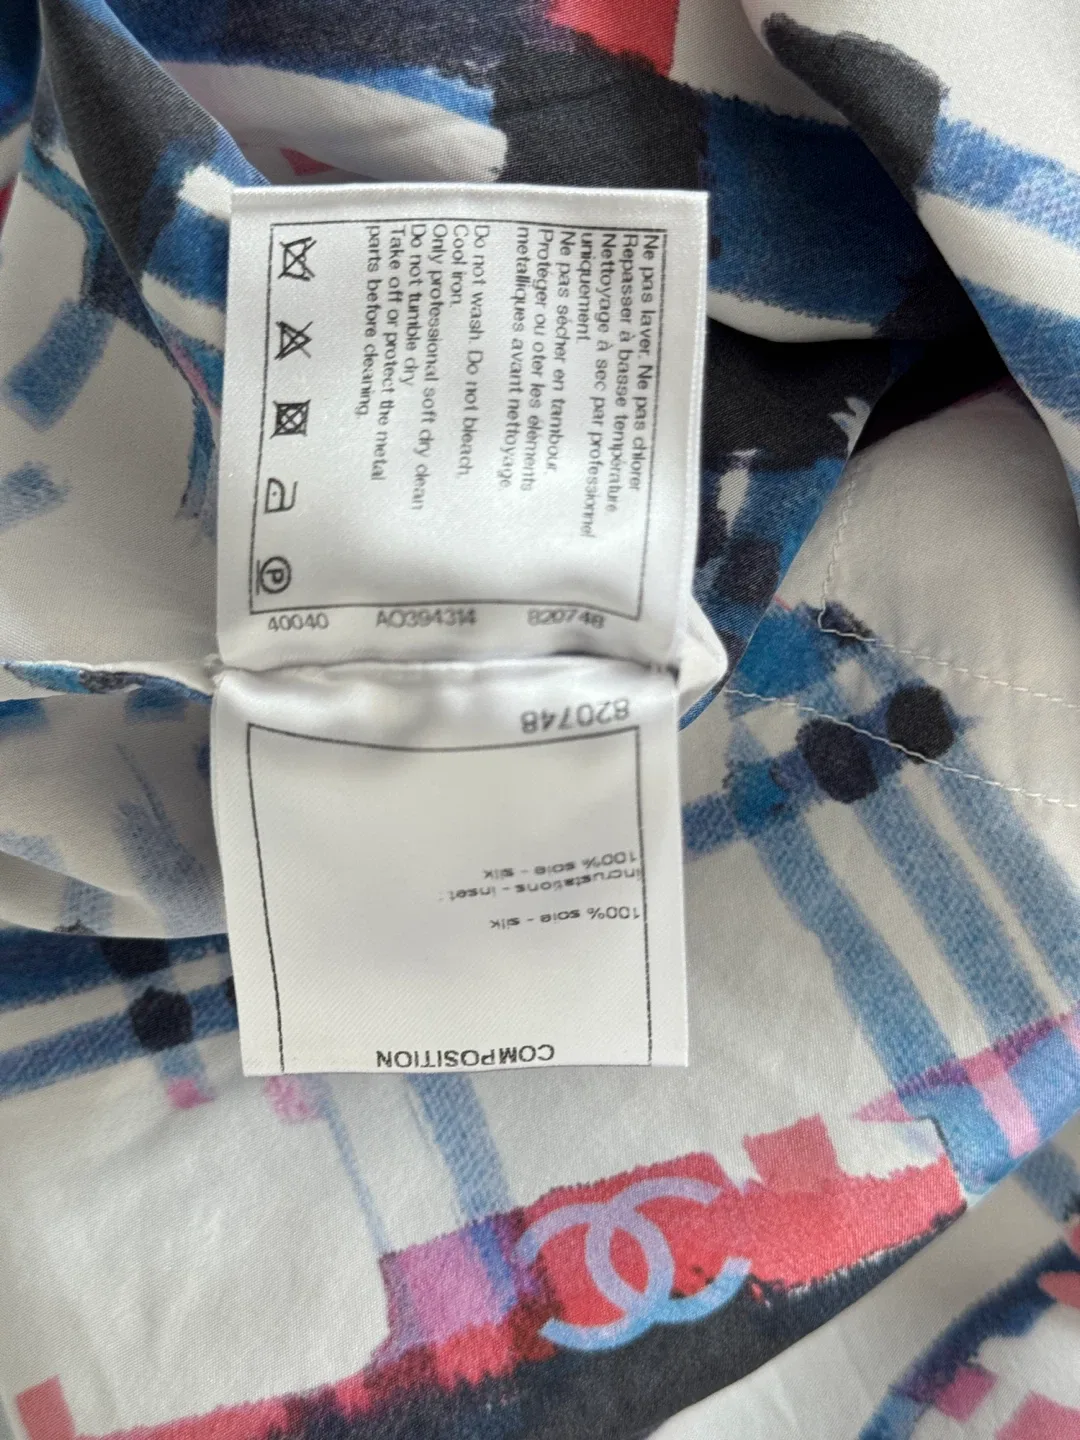 Ne pas laver. Ne pas chlorer
Repasser à basse température.
Nettoyage à sec par professionnel
uniquement.
Ne pas sécher en tambour.
Protéger ou oter les éléments
métalliques avant nettoyage.
Do not wash. Do not bleach.
Cool iron.
Only professional soft dry clean
Do not tumble dry
Take off or protect the metal
parts before cleaning.
P
40040 A0394314 820748
820748
COMPOSITION
100% soie - silk
incrustations - inset :
100% soie - silk